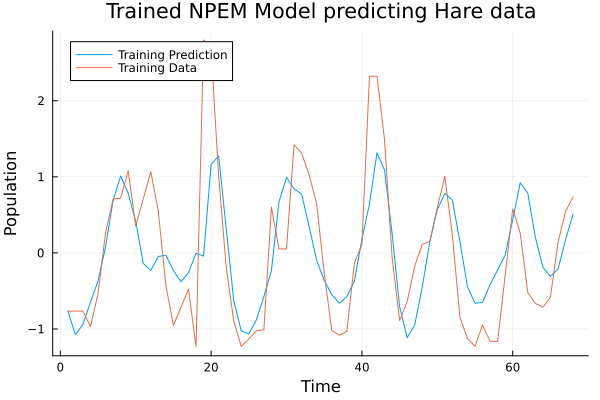 Trained NPEM Model predicting Hare data
Training Prediction
Training Data
2
1
0
−1
Population
0
20
40
60
Time